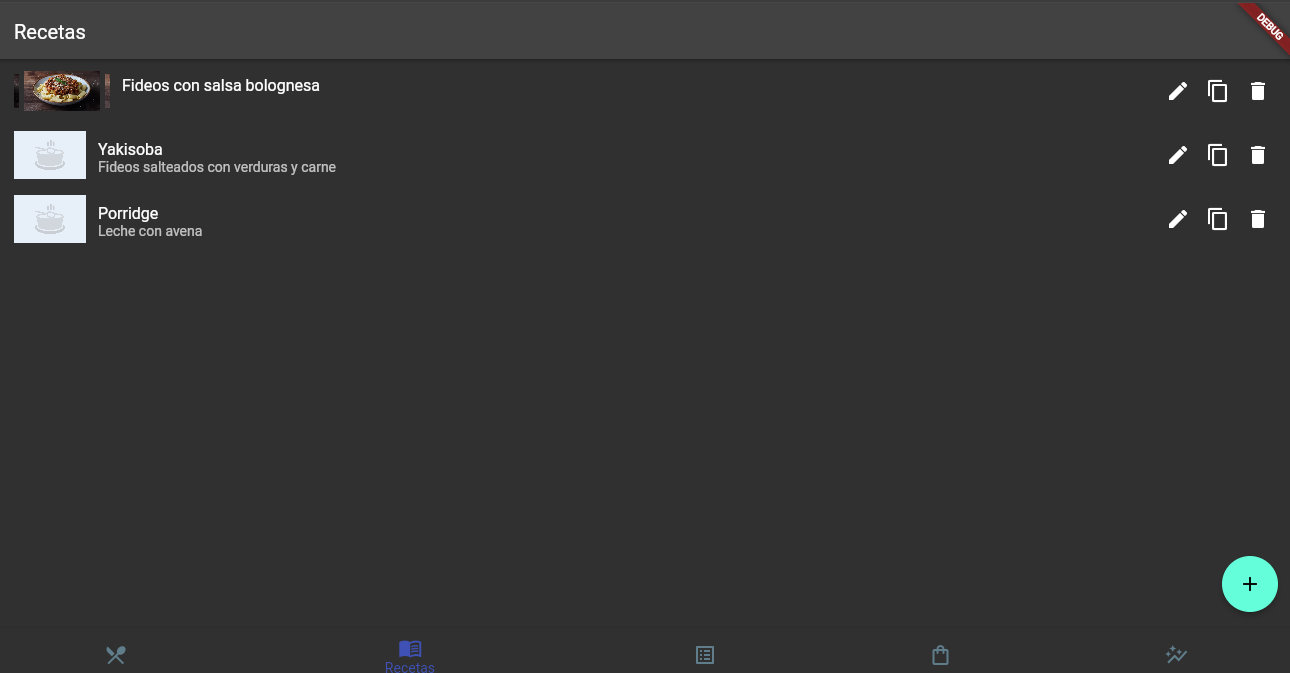 Recetas
DEBUG
Fideos con salsa bolognesa
Yakisoba
Fideos salteados con verduras y carne
Porridge
Leche con avena
Recetas